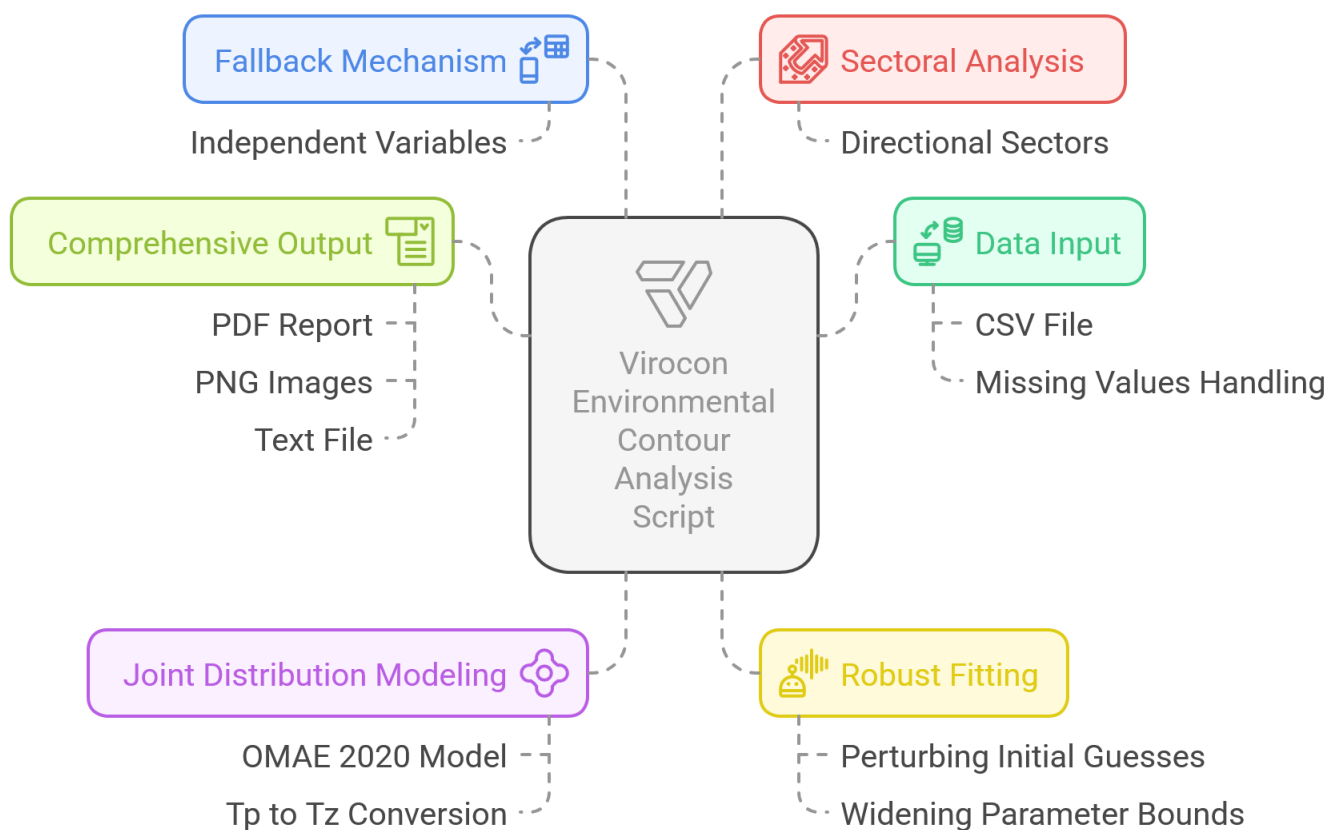 Fallback Mechanism
Independent Variables
Sectoral Analysis
Directional Sectors
Comprehensive Output
PDF Report
PNG Images
Text File
Data Input
CSV File
Missing Values Handling
Virocon
Environmental
Contour
Analysis
Script
Joint Distribution Modeling
OMAE 2020 Model
Tp to Tz Conversion
Robust Fitting
Perturbing Initial Guesses
Widening Parameter Bounds